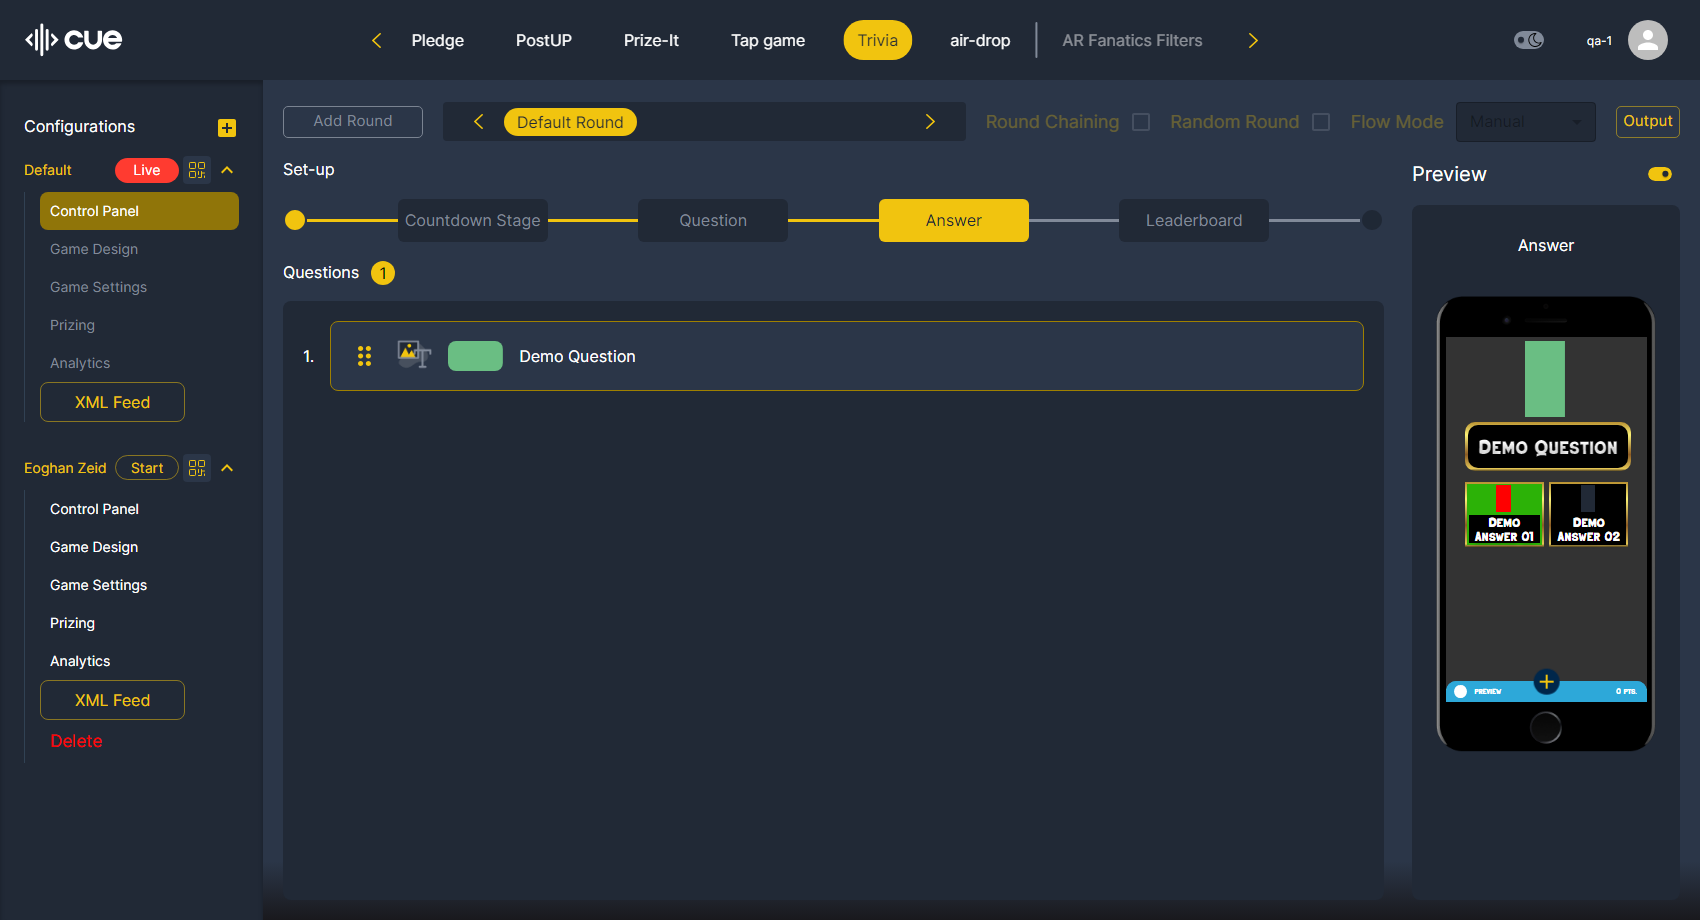 cue
Pledge PostUP Prize-It Tap game Trivia air-drop AR Fanatics Filters
qa-1
Configurations
Default Live
Control Panel
Game Design
Game Settings
Prizing
Analytics
XML Feed
Eoghan Zeid Start
Control Panel
Game Design
Game Settings
Prizing
Analytics
XML Feed
Delete
Add Round Default Round Round Chaining Random Round Flow Mode Manual Output
Set-up
Countdown Stage Question Answer Leaderboard
Questions 1
1. Demo Question
Preview
Answer
Demo Question
Demo
Answer 01
Demo
Answer 02
PREVIEW 0 PTS.